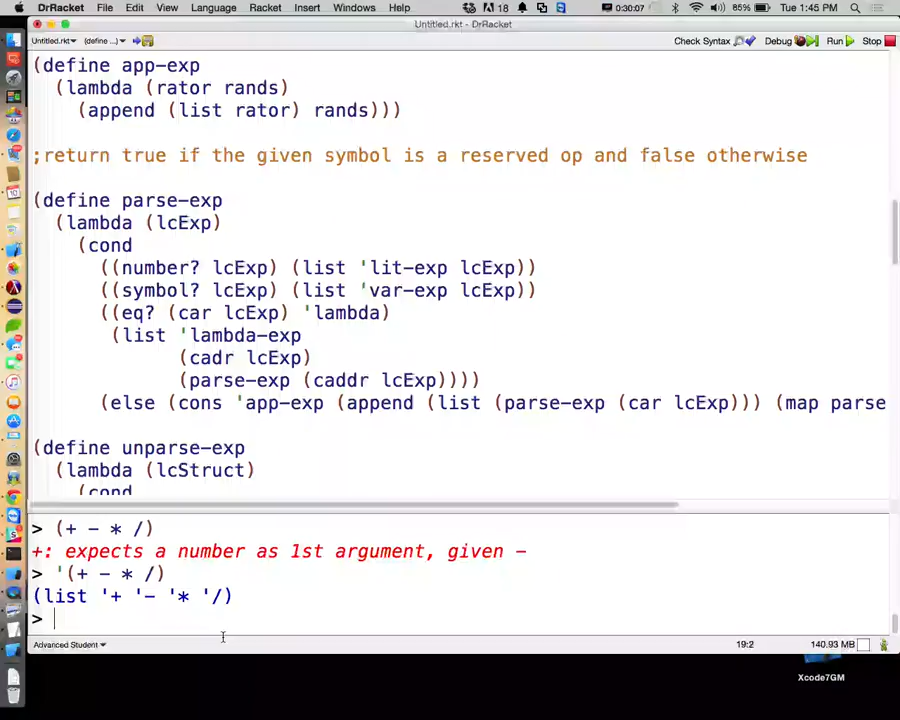 DrRacket File Edit View Language Racket Insert Windows Help 18 0:30:07 85% Tue 1:45 PM
Untitled.rkt - DrRacket
Untitled.rkt (define ...) Check Syntax Debug Run Stop
(define app-exp
(lambda (rator rands)
(append (list rator) rands)))
;return true if the given symbol is a reserved op and false otherwise
(define parse-exp
(lambda (lcExp)
(cond
((number? lcExp) (list 'lit-exp lcExp))
((symbol? lcExp) (list 'var-exp lcExp))
((eq? (car lcExp) 'lambda)
(list 'lambda-exp
(cadr lcExp)
(parse-exp (caddr lcExp))))
(else (cons 'app-exp (append (list (parse-exp (car lcExp))) (map parse
(define unparse-exp
(lambda (lcStruct)
(cond
> (+ - * /)
+: expects a number as 1st argument, given -
> '(+ - * /)
(list '+ '- '* '/)
>
Advanced Student 19:2 140.93 MB
Xcode7GM